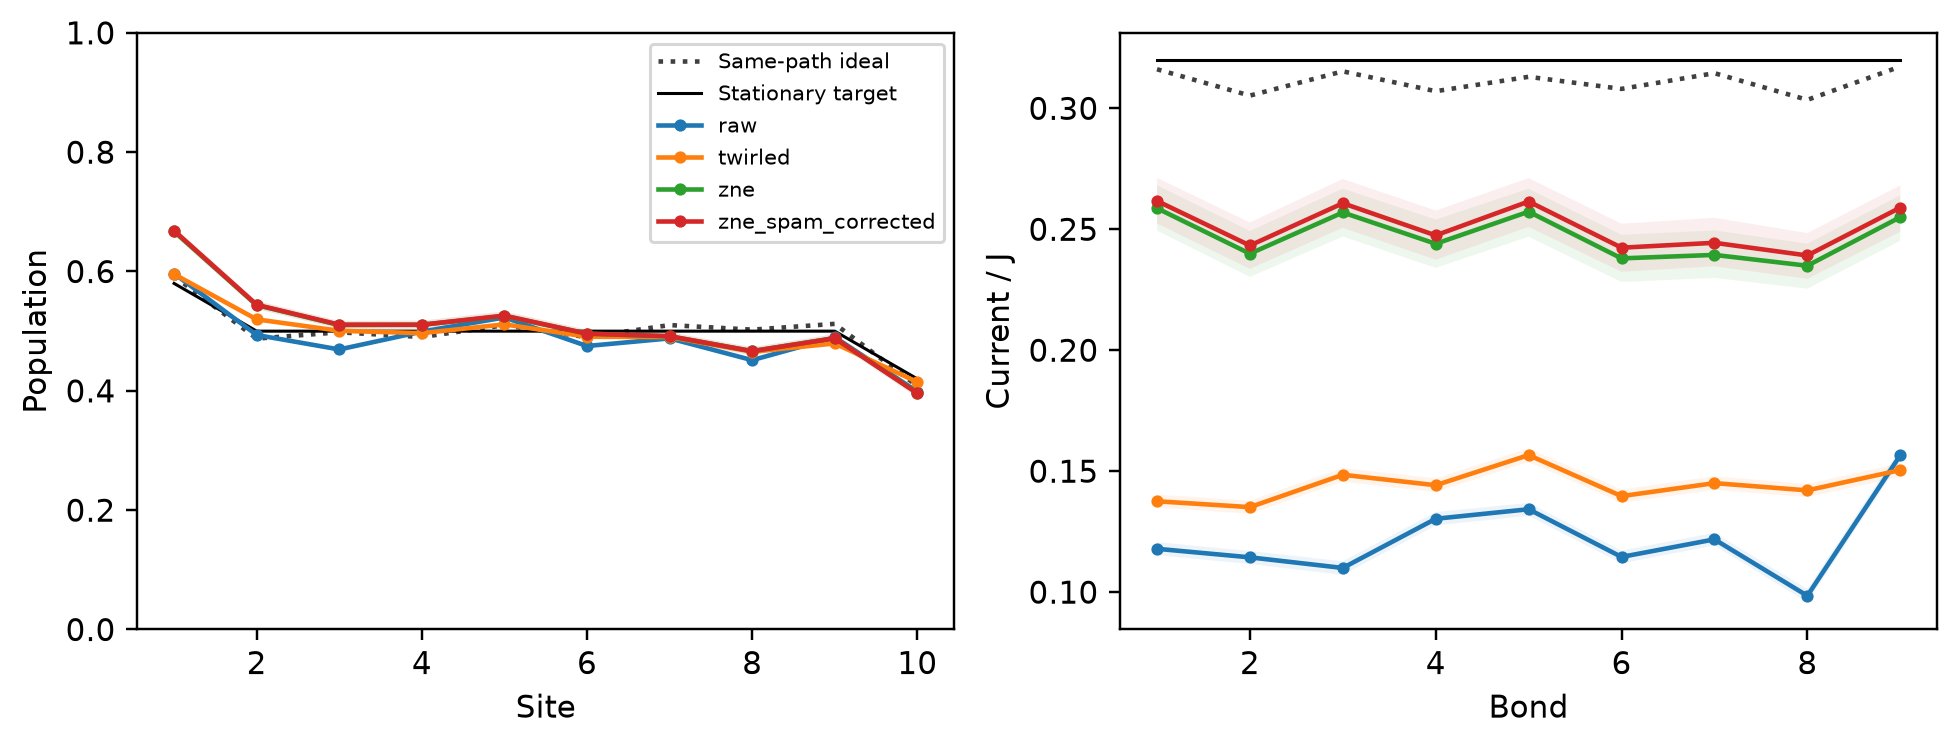 1.0
0.8
0.6
0.4
0.2
0.0
Population
2 4 6 8 10
Site
Same-path ideal
Stationary target
raw
twirled
zne
zne_spam_corrected
0.30
0.25
0.20
0.15
0.10
Current / J
2 4 6 8
Bond